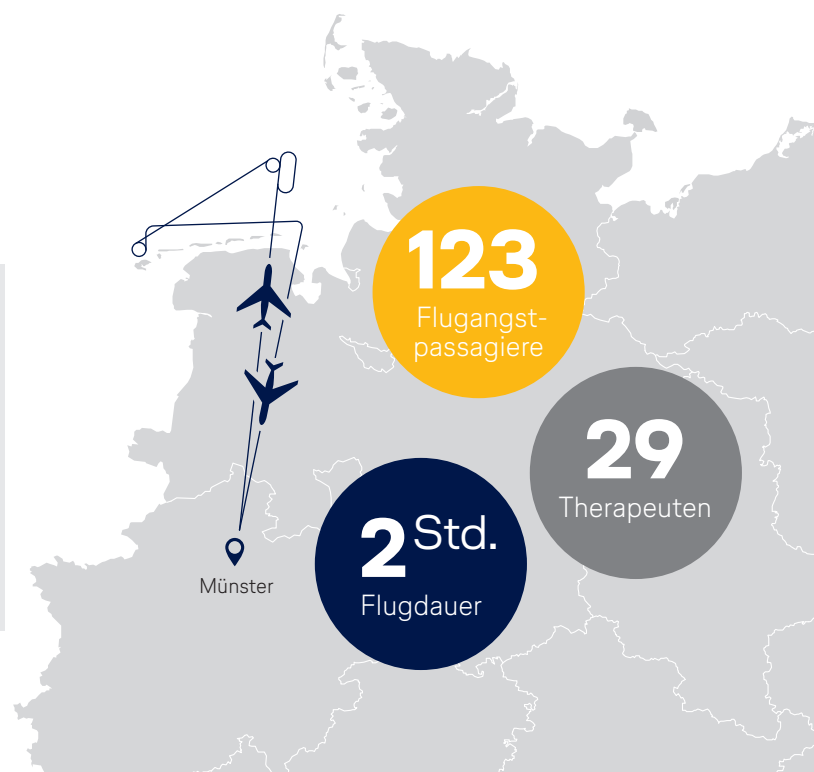 123
Flugangst-
passagiere
29
Therapeuten
2 Std.
Flugdauer
Münster